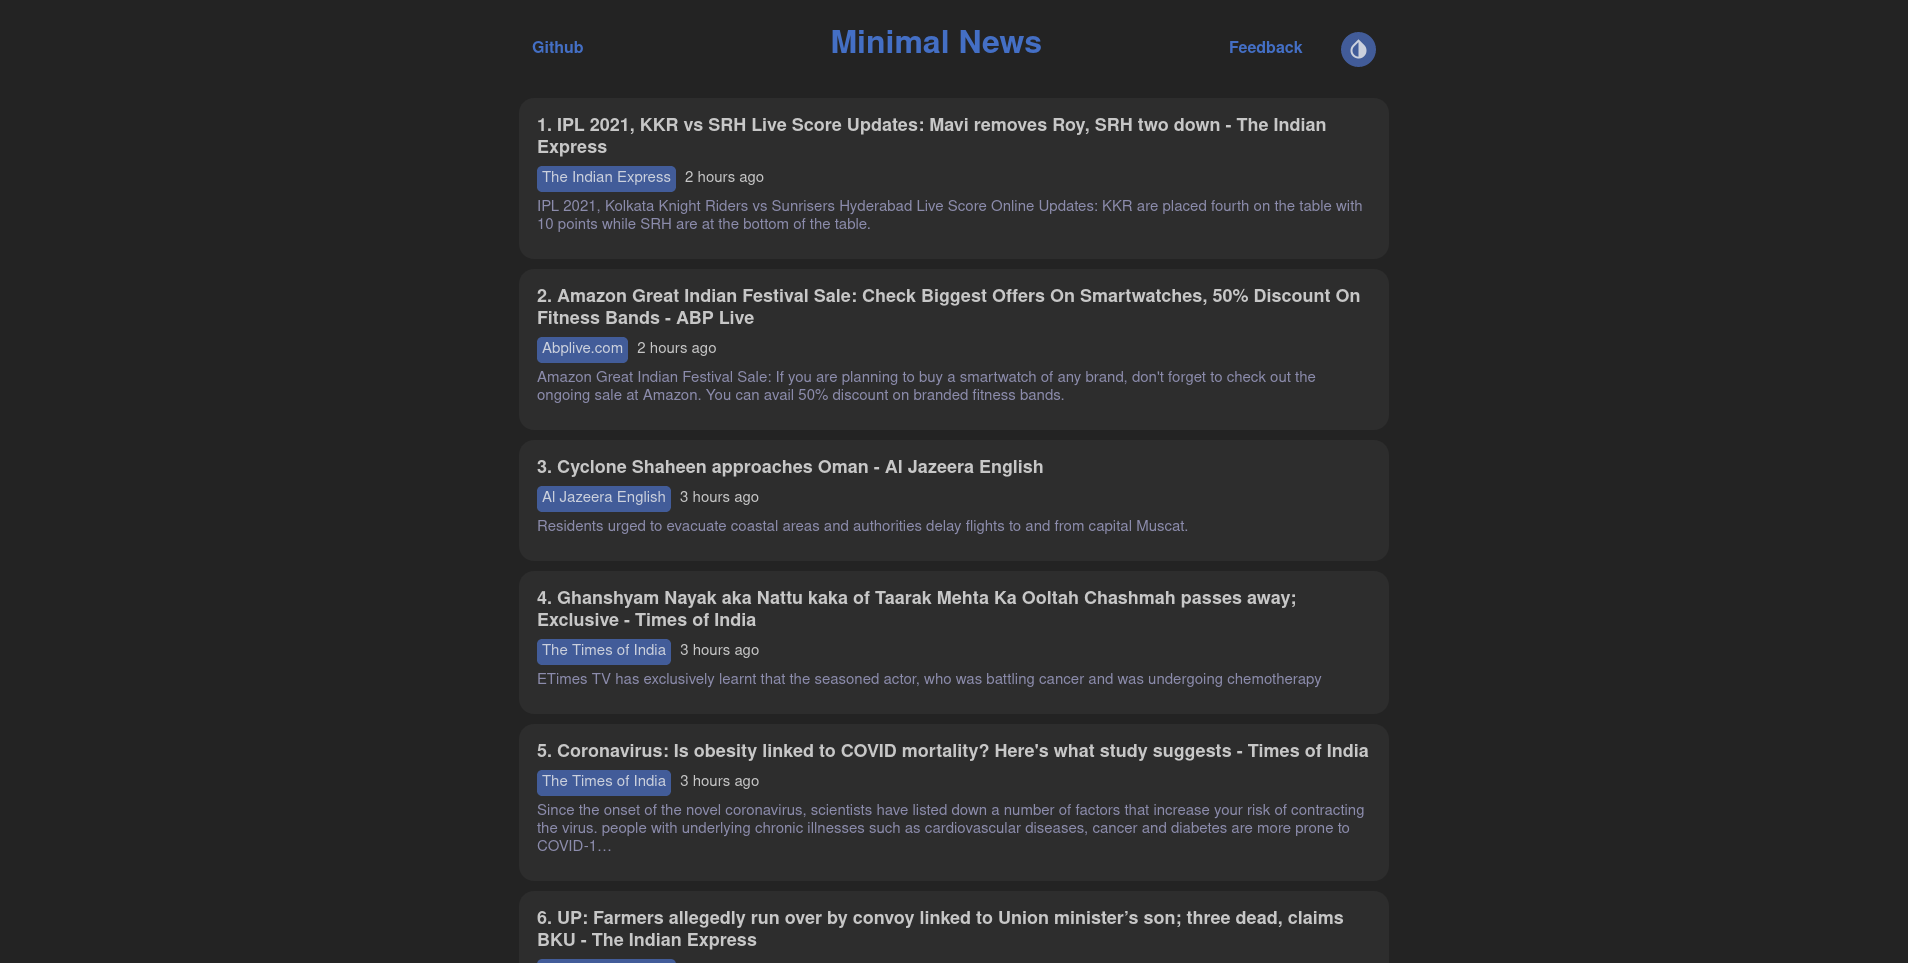 Github
Minimal News
Feedback
1. IPL 2021, KKR vs SRH Live Score Updates: Mavi removes Roy, SRH two down - The Indian
Express
The Indian Express 2 hours ago
IPL 2021, Kolkata Knight Riders vs Sunrisers Hyderabad Live Score Online Updates: KKR are placed fourth on the table with
10 points while SRH are at the bottom of the table.
2. Amazon Great Indian Festival Sale: Check Biggest Offers On Smartwatches, 50% Discount On
Fitness Bands - ABP Live
Abplive.com 2 hours ago
Amazon Great Indian Festival Sale: If you are planning to buy a smartwatch of any brand, don't forget to check out the
ongoing sale at Amazon. You can avail 50% discount on branded fitness bands.
3. Cyclone Shaheen approaches Oman - Al Jazeera English
Al Jazeera English 3 hours ago
Residents urged to evacuate coastal areas and authorities delay flights to and from capital Muscat.
4. Ghanshyam Nayak aka Nattu kaka of Taarak Mehta Ka Ooltah Chashmah passes away;
Exclusive - Times of India
The Times of India 3 hours ago
ETimes TV has exclusively learnt that the seasoned actor, who was battling cancer and was undergoing chemotherapy
5. Coronavirus: Is obesity linked to COVID mortality? Here's what study suggests - Times of India
The Times of India 3 hours ago
Since the onset of the novel coronavirus, scientists have listed down a number of factors that increase your risk of contracting
the virus. people with underlying chronic illnesses such as cardiovascular diseases, cancer and diabetes are more prone to
COVID-1…
6. UP: Farmers allegedly run over by convoy linked to Union minister’s son; three dead, claims
BKU - The Indian Express